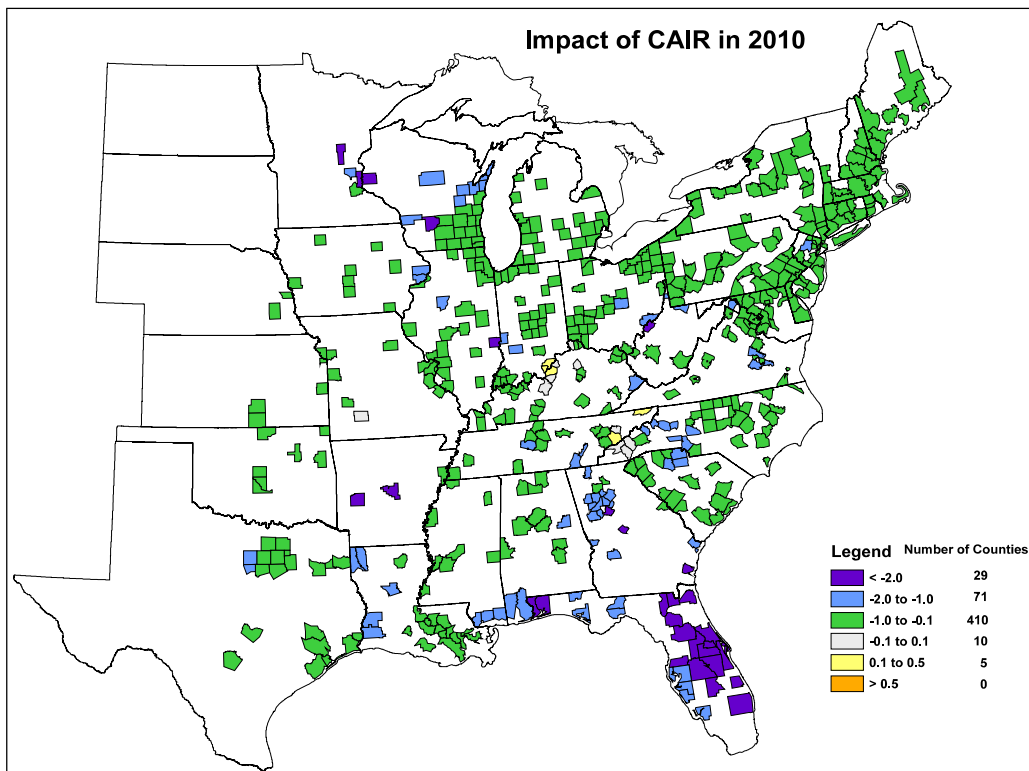 Impact of CAIR in 2010
Legend Number of Counties
< -2.0 29
-2.0 to -1.0 71
-1.0 to -0.1 410
-0.1 to 0.1 10
0.1 to 0.5 5
> 0.5 0